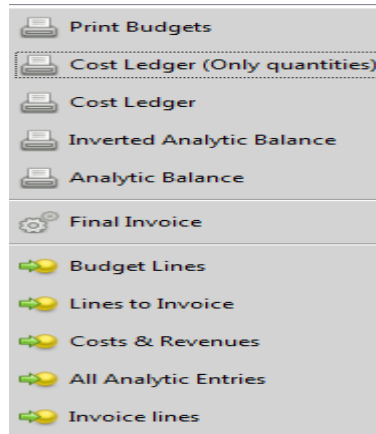 Print Budgets
Cost Ledger (Only quantities)
Cost Ledger
Inverted Analytic Balance
Analytic Balance
Final Invoice
Budget Lines
Lines to Invoice
Costs & Revenues
All Analytic Entries
Invoice lines